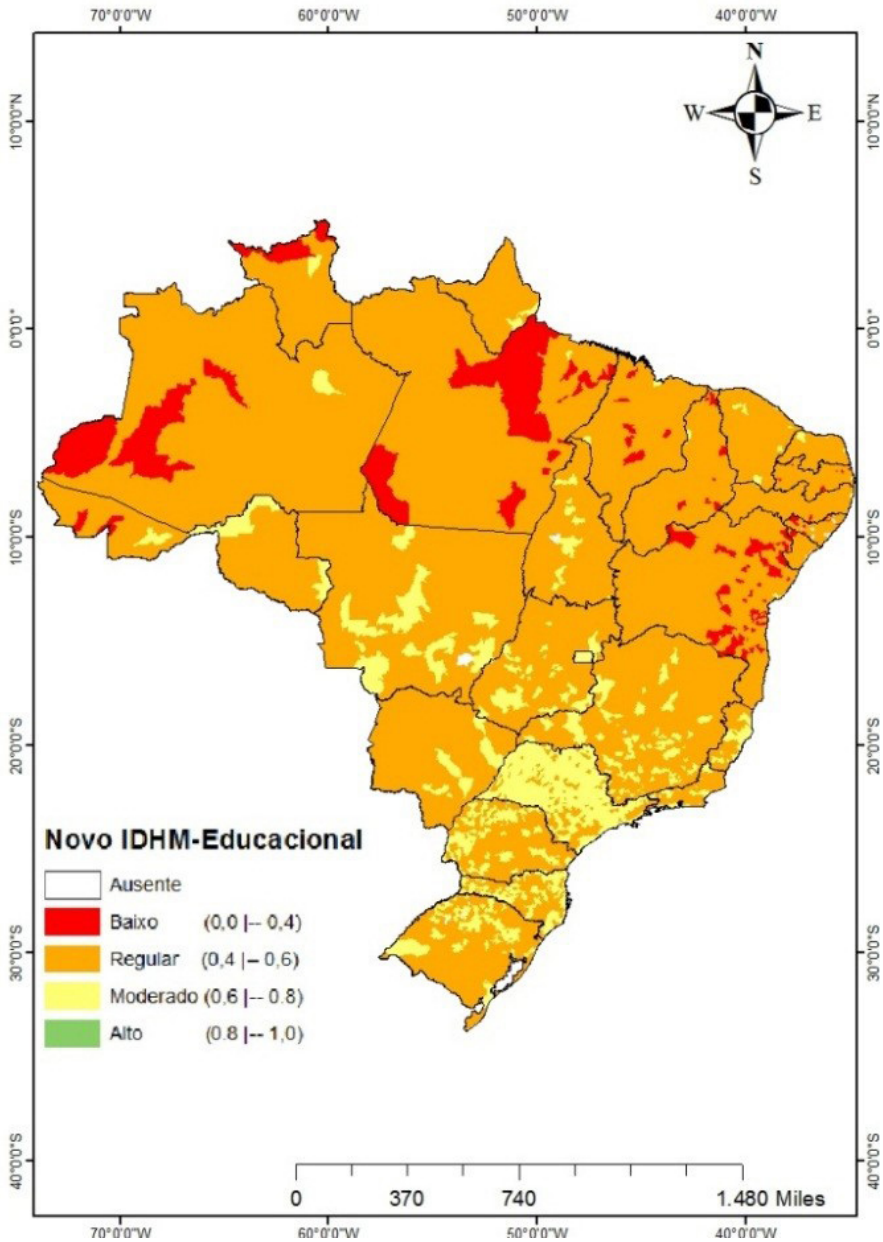 70°0'0"W 60°0'0"W 50°0'0"W 40°0'0"W
N
W E
S
10°0'0"N 10°0'0"N
0°0'0" 0°0'0"
10°0'0"S 10°0'0"S
20°0'0"S 20°0'0"S
Novo IDHM-Educacional
Ausente
Baixo (0,0 |-- 0,4)
Regular (0,4 |-- 0,6)
30°0'0"S 30°0'0"S
Moderado (0,6 |-- 0.8)
Alto (0.8 |-- 1,0)
40°0'0"S 40°0'0"S
0 370 740 1.480 Miles
70°0'0"W 60°0'0"W 50°0'0"W 40°0'0"W